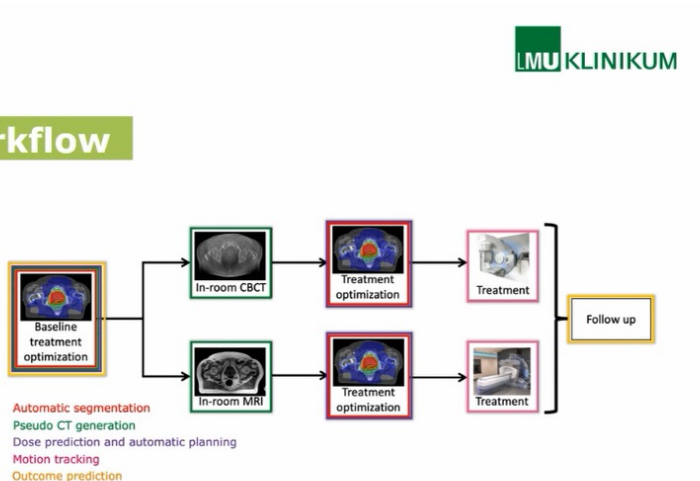 LMU KLINIKUM
rkflow
Baseline
treatment
optimization
In-room CBCT
Treatment
optimization
Treatment
In-room MRI
Treatment
optimization
Treatment
Follow up
Automatic segmentation
Pseudo CT generation
Dose prediction and automatic planning
Motion tracking
Outcome prediction